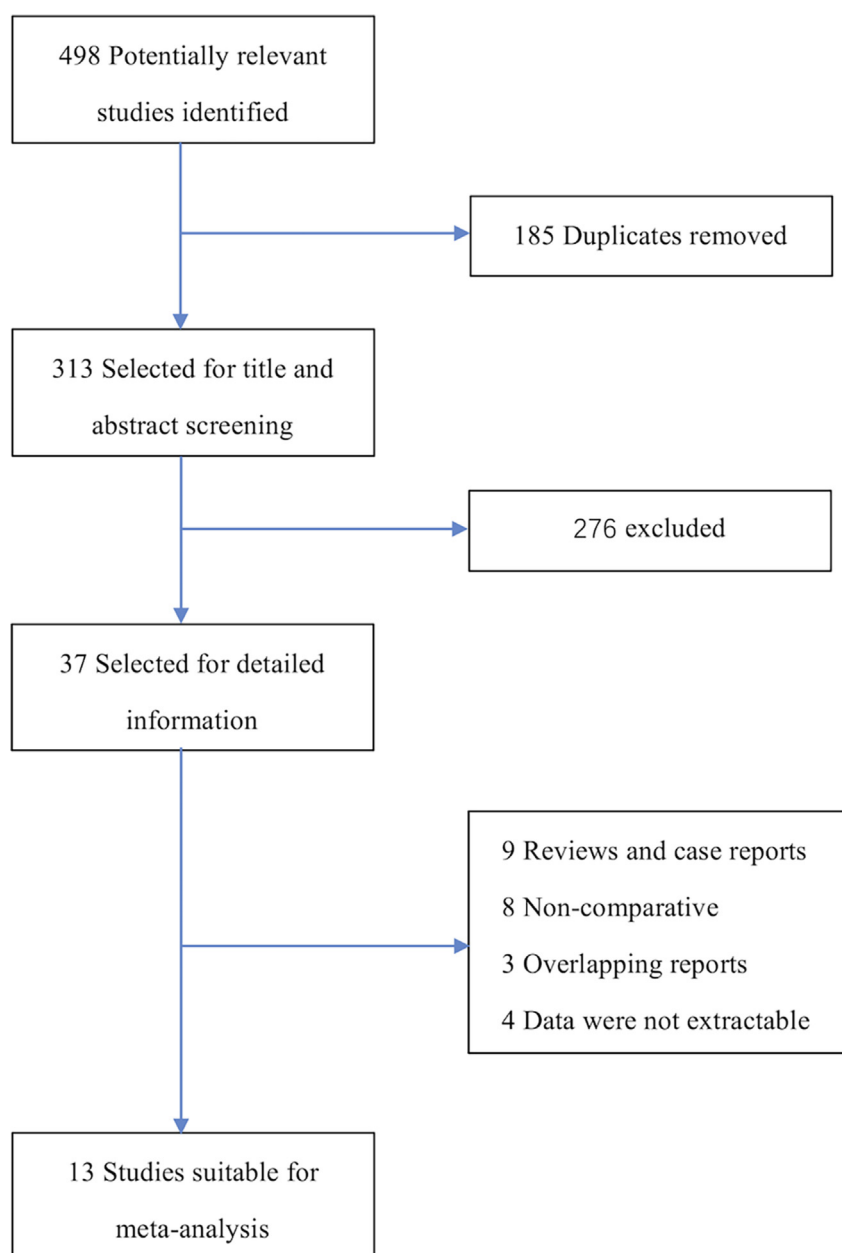 498 Potentially relevant
studies identified
185 Duplicates removed
313 Selected for title and
abstract screening
276 excluded
37 Selected for detailed
information
9 Reviews and case reports
8 Non-comparative
3 Overlapping reports
4 Data were not extractable
13 Studies suitable for
meta-analysis